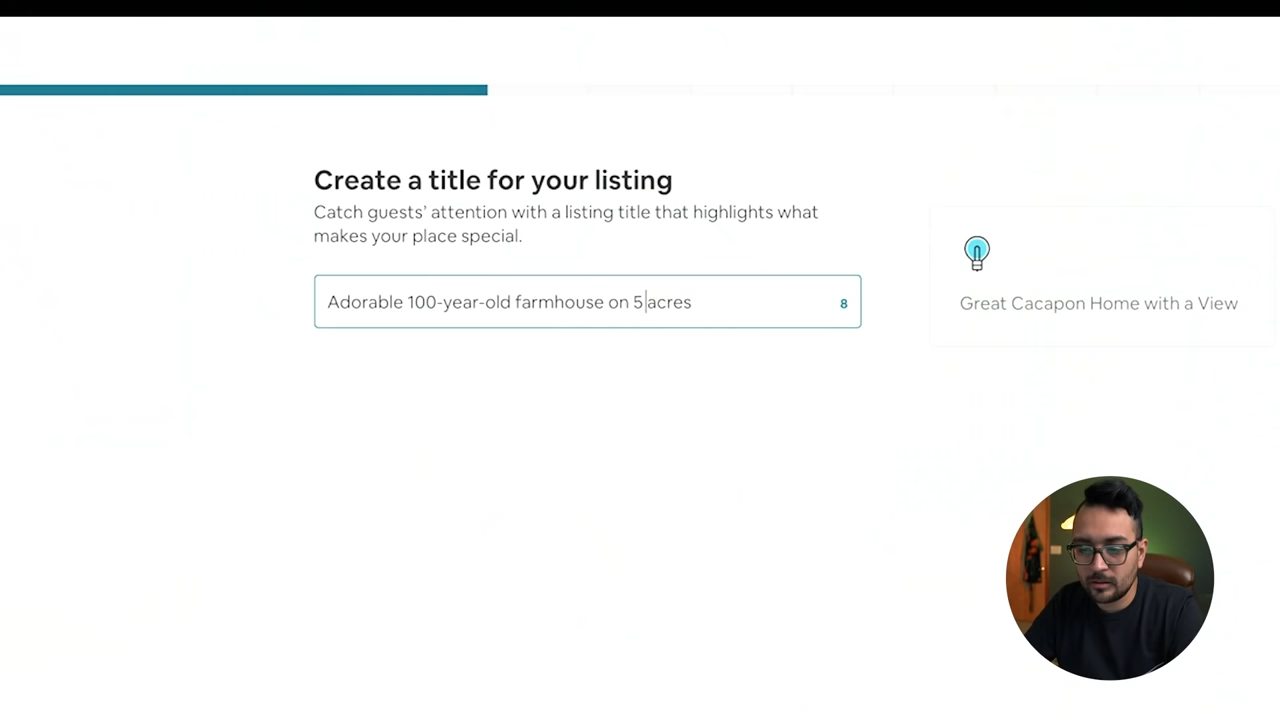 Create a title for your listing
Catch guests’ attention with a listing title that highlights what
makes your place special.
Adorable 100-year-old farmhouse on 5 acres
8
Great Cacapon Home with a View